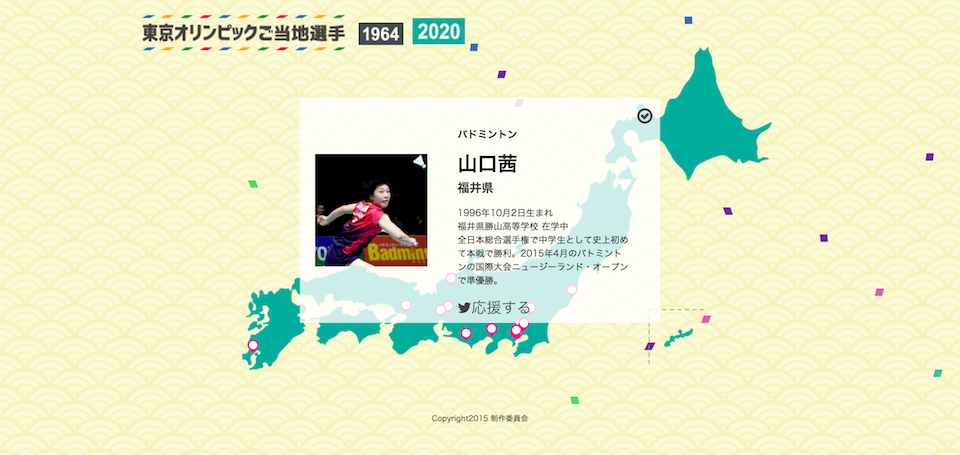 東京オリンピックご当地選手 1964 2020
バドミントン
山口茜
福井県
1996年10月2日生まれ
福井県勝山高等学校 在学中
全日本総合選手権で中学生として史上初め
て本戦で勝利。2015年4月のバドミント
ンの国際大会ニュージーランド・オープン
で準優勝。
Badmin
応援する
Copyright2015 制作委員会